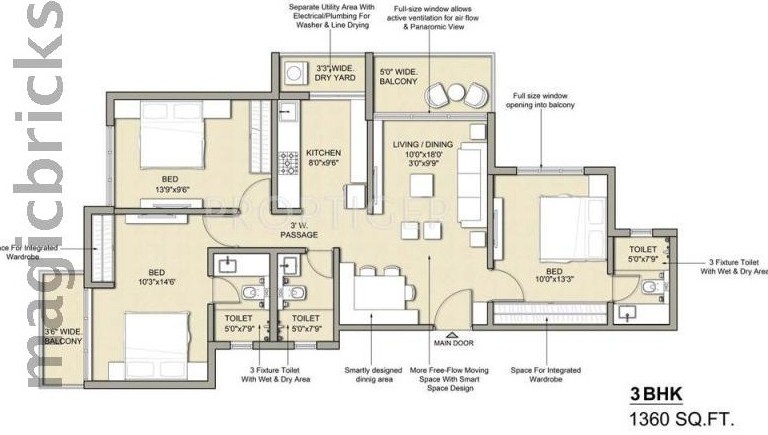 magicbricks
Separate Utility Area With
Electrical/Plumbing For
Washer & Line Drying
Full-size window allows
active ventilation for air flow
& Panaromic View
3'3" WIDE.
DRY YARD
5'0" WIDE.
BALCONY
Full size window
opening into balcony
KITCHEN
8'0"x9'6"
LIVING / DINING
10'0"x18'0'
3'0"x9'9"
BED
13'9"x9'6"
PROPTIGER
3' W.
PASSAGE
ce For Integrated
Wardrobe
BED
10'3"x14'6"
BED
10'0"x13'3"
TOILET
5'0"x7'9"
3 Fixture Toilet
With Wet & Dry Area
TOILET
5'0"x7'9"
TOILET
5'0"x7'9"
3'6" WIDE.
BALCONY
MAIN DOOR
3 Fixture Toilet
With Wet & Dry Area
Smartly designed
dinnig area
More Free-Flow Moving
Space With Smart
Space Design
Space For Integrated
Wardrobe
3 BHK
1360 SQ.FT.